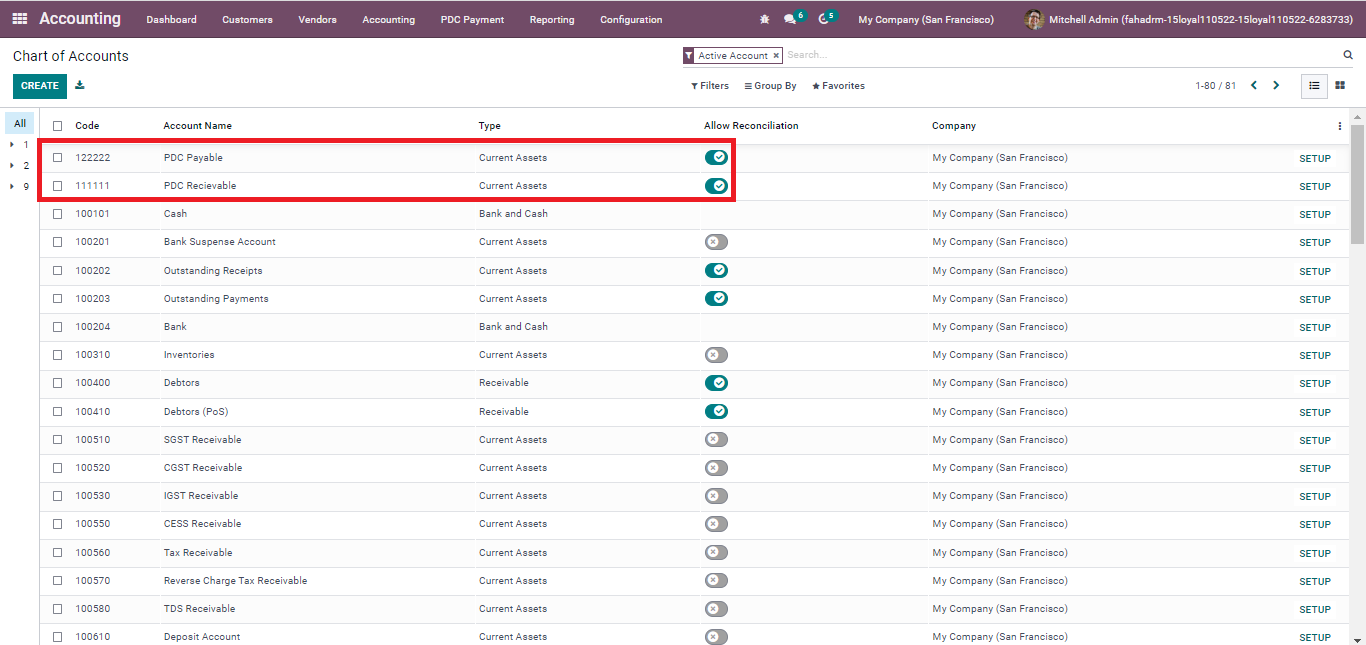 Accounting Dashboard Customers Vendors Accounting PDC Payment Reporting Configuration 6 5 My Company (San Francisco) Mitchell Admin (fahadrm-15loyal110522-15loyal110522-6283733)
Chart of Accounts Active Account × Search...
CREATE Filters Group By Favorites 1-80 / 81
All Code Account Name Type Allow Reconciliation Company
1 122222 PDC Payable Current Assets My Company (San Francisco) SETUP
2
9 111111 PDC Recievable Current Assets My Company (San Francisco) SETUP
100101 Cash Bank and Cash My Company (San Francisco) SETUP
100201 Bank Suspense Account Current Assets My Company (San Francisco) SETUP
100202 Outstanding Receipts Current Assets My Company (San Francisco) SETUP
100203 Outstanding Payments Current Assets My Company (San Francisco) SETUP
100204 Bank Bank and Cash My Company (San Francisco) SETUP
100310 Inventories Current Assets My Company (San Francisco) SETUP
100400 Debtors Receivable My Company (San Francisco) SETUP
100410 Debtors (PoS) Receivable My Company (San Francisco) SETUP
100510 SGST Receivable Current Assets My Company (San Francisco) SETUP
100520 CGST Receivable Current Assets My Company (San Francisco) SETUP
100530 IGST Receivable Current Assets My Company (San Francisco) SETUP
100550 CESS Receivable Current Assets My Company (San Francisco) SETUP
100560 Tax Receivable Current Assets My Company (San Francisco) SETUP
100570 Reverse Charge Tax Receivable Current Assets My Company (San Francisco) SETUP
100580 TDS Receivable Current Assets My Company (San Francisco) SETUP
100610 Deposit Account Current Assets My Company (San Francisco) SETUP